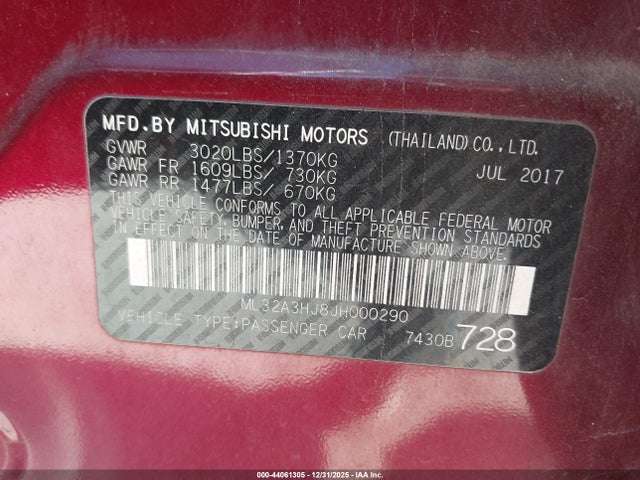 MFD.BY MITSUBISHI MOTORS (THAILAND) CO.,LTD.
GVWR 3020LBS/1370KG JUL 2017
GAWR FR 1609LBS/ 730KG
GAWR RR 1477LBS/ 670KG
THIS VEHICLE CONFORMS TO ALL APPLICABLE FEDERAL MOTOR
VEHICLE SAFETY, BUMPER, AND THEFT PREVENTION STANDARDS
IN EFFECT ON THE DATE OF MANUFACTURE SHOWN ABOVE.
ML32A3HJ8JH000290
VEHICLE TYPE:PASSENGER CAR 7430B 728
000-44061305 - 12/31/2025 - IAAI.COM